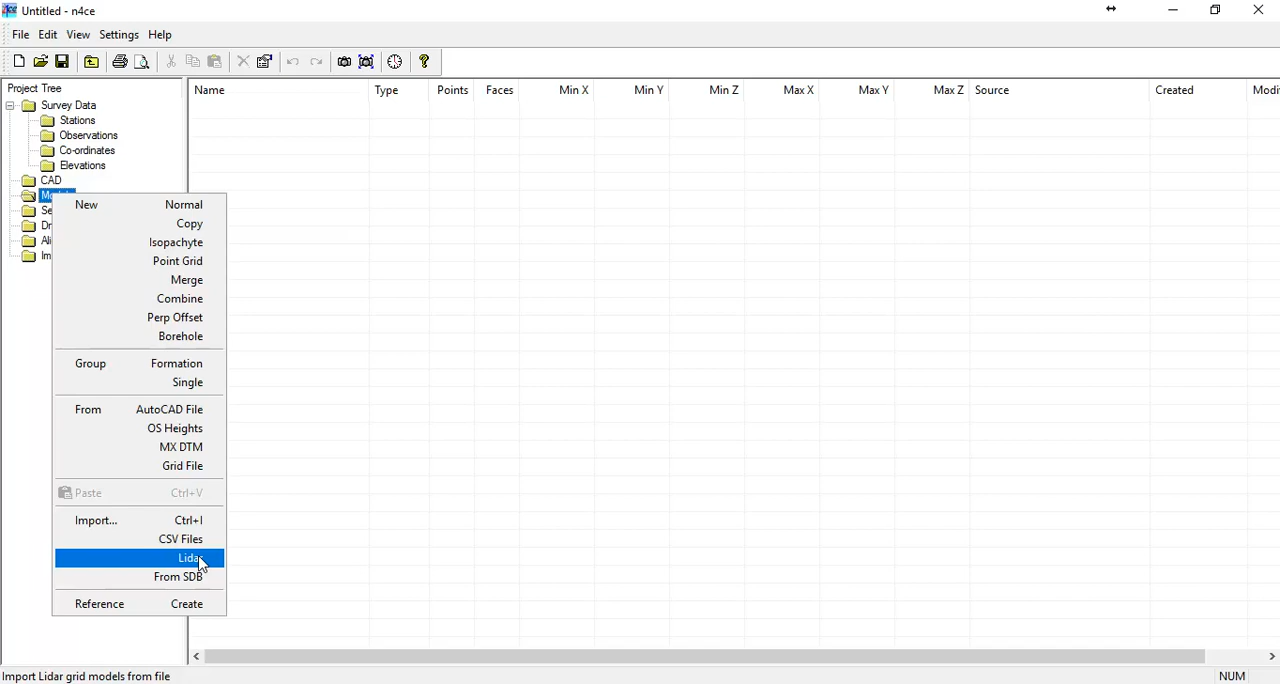 Untitled - n4ce
File Edit View Settings Help
Project Tree
Survey Data
Stations
Observations
Co-ordinates
Elevations
CAD
Name Type Points Faces Min X Min Y Min Z Max X Max Y Max Z Source Created Modi
New Normal
Copy
Isopachyte
Point Grid
Merge
Combine
Perp Offset
Borehole
Group Formation
Single
From AutoCAD File
OS Heights
MX DTM
Grid File
Paste Ctrl+V
Import... Ctrl+I
CSV Files
Lidar
From SDB
Reference Create
Import Lidar grid models from file
NUM